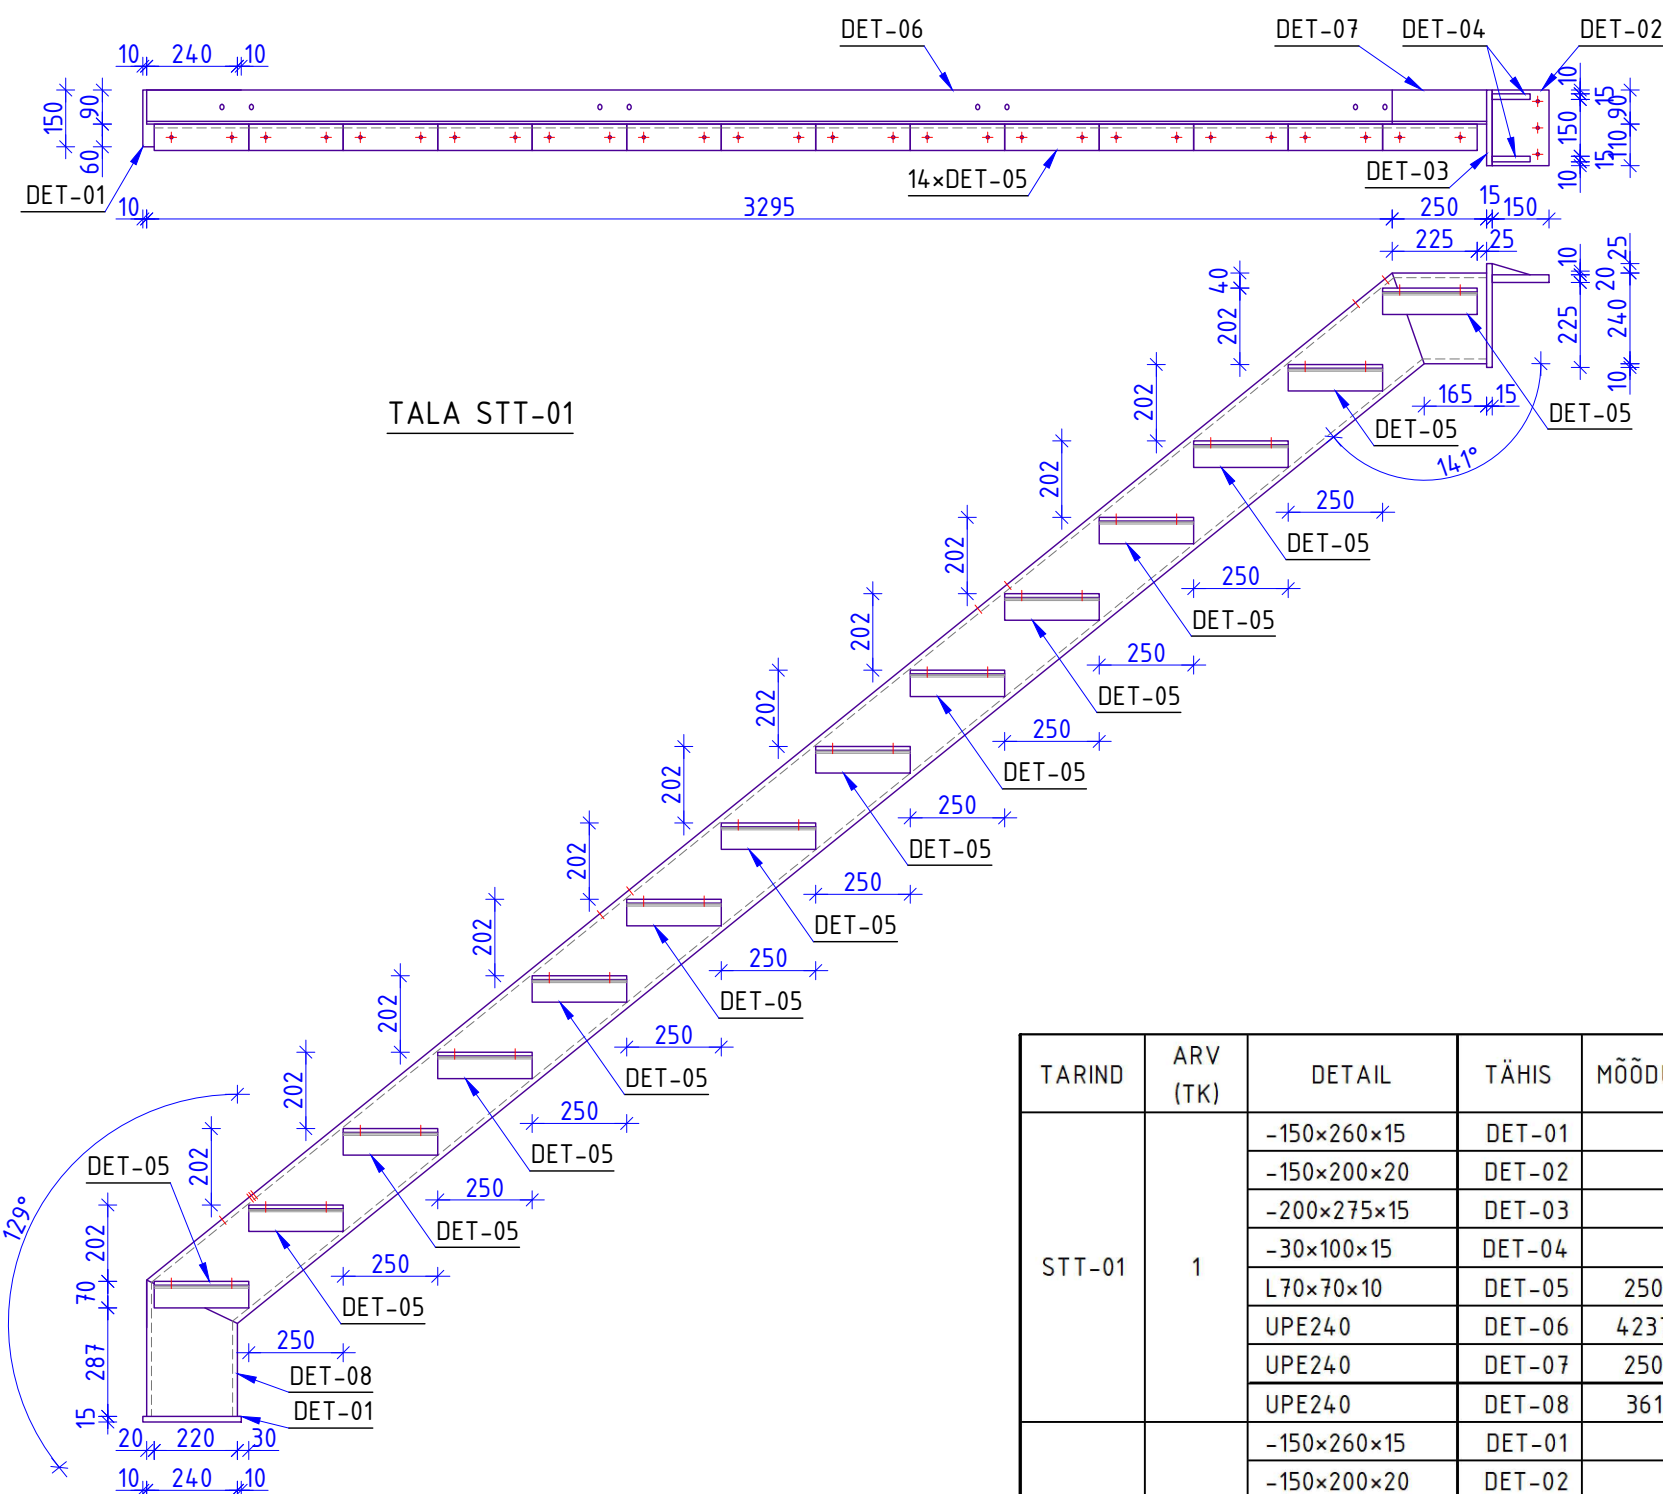 DET-06
DET-07
DET-04
DET-02
10 240 10
150
90
60
10
15
150
90
110
15
10
DET-01
14×DET-05
DET-03
10
3295
250
15
150
225
25
40
202
10
20
25
225
240
10
TALA STT-01
165
15
DET-05
202
DET-05
141°
202
250
DET-05
202
250
DET-05
202
250
DET-05
202
250
DET-05
202
250
DET-05
202
250
DET-05
202
250
DET-05
202
250
DET-05
202
250
DET-05
202
250
DET-05
202
250
DET-05
129°
DET-05
202
70
287
15
250
DET-08
DET-01
20 220 30
10 240 10
TARIND ARV (TK) DETAIL TÄHIS
STT-01 1
-150×260×15 DET-01
-150×200×20 DET-02
-200×275×15 DET-03
-30×100×15 DET-04
L70×70×10 DET-05 250
UPE240 DET-06
UPE240 DET-07 250
UPE240 DET-08 361
-150×260×15 DET-01
-150×200×20 DET-02